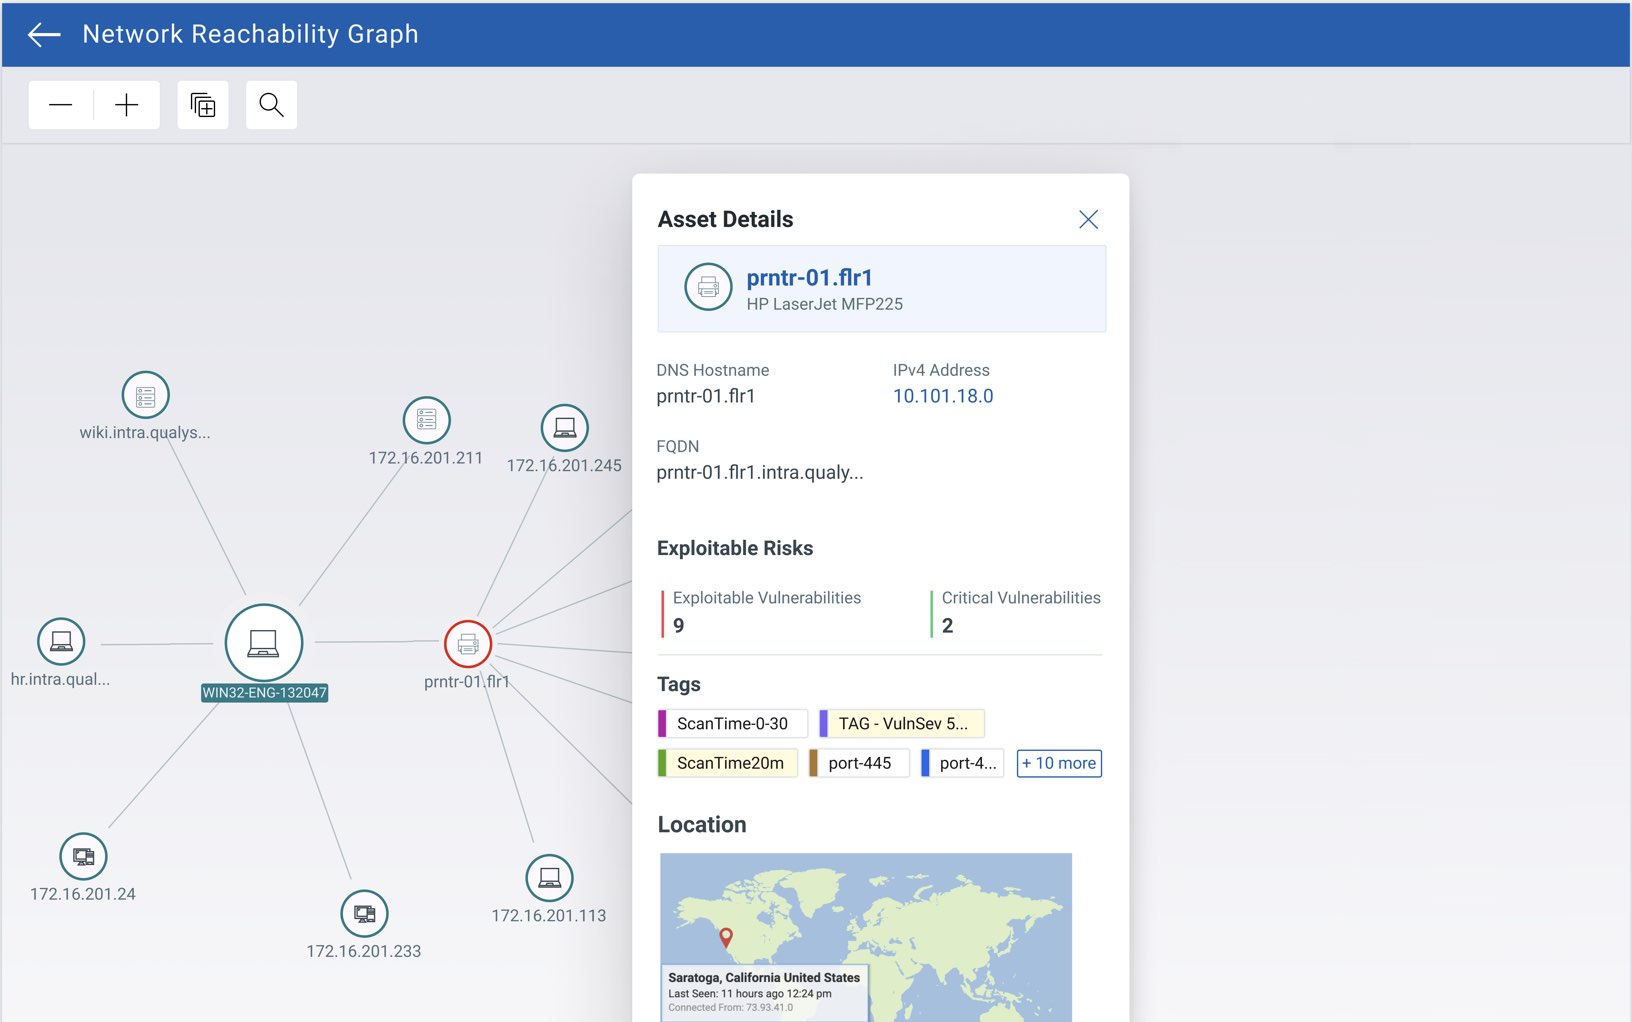 Network Reachability Graph
wiki.intra.qualys...
172.16.201.211
172.16.201.245
hr.intra.qual...
WIN32-ENG-132047
prntr-01.flr1
172.16.201.24
172.16.201.233
172.16.201.113
Asset Details
prntr-01.flr1
HP LaserJet MFP225
DNS Hostname
prntr-01.flr1
IPv4 Address
10.101.18.0
FQDN
prntr-01.flr1.intra.qualy...
Exploitable Risks
Exploitable Vulnerabilities
9
Critical Vulnerabilities
2
Tags
ScanTime-0-30
TAG - VulnSev 5...
ScanTime20m
port-445
port-4...
+ 10 more
Location
Saratoga, California United States
Last Seen: 11 hours ago 12:24 pm
Connected From: 73.93.41.0